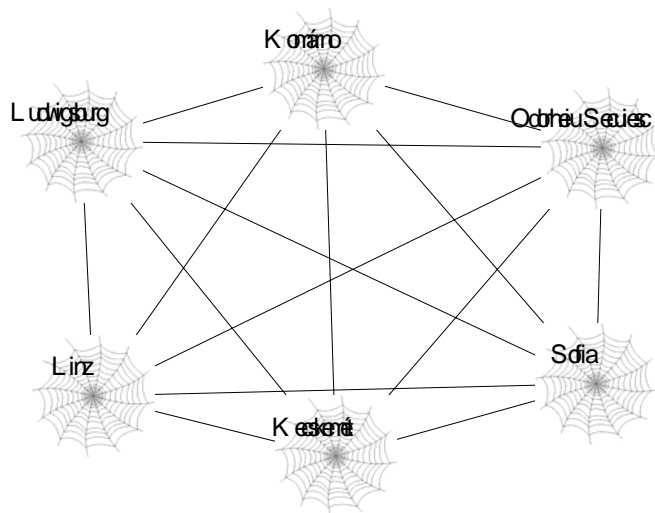 Komárno
Ludwigsburg
Odorheiu Secuiesc
Linz
Sofia
Kecskemét